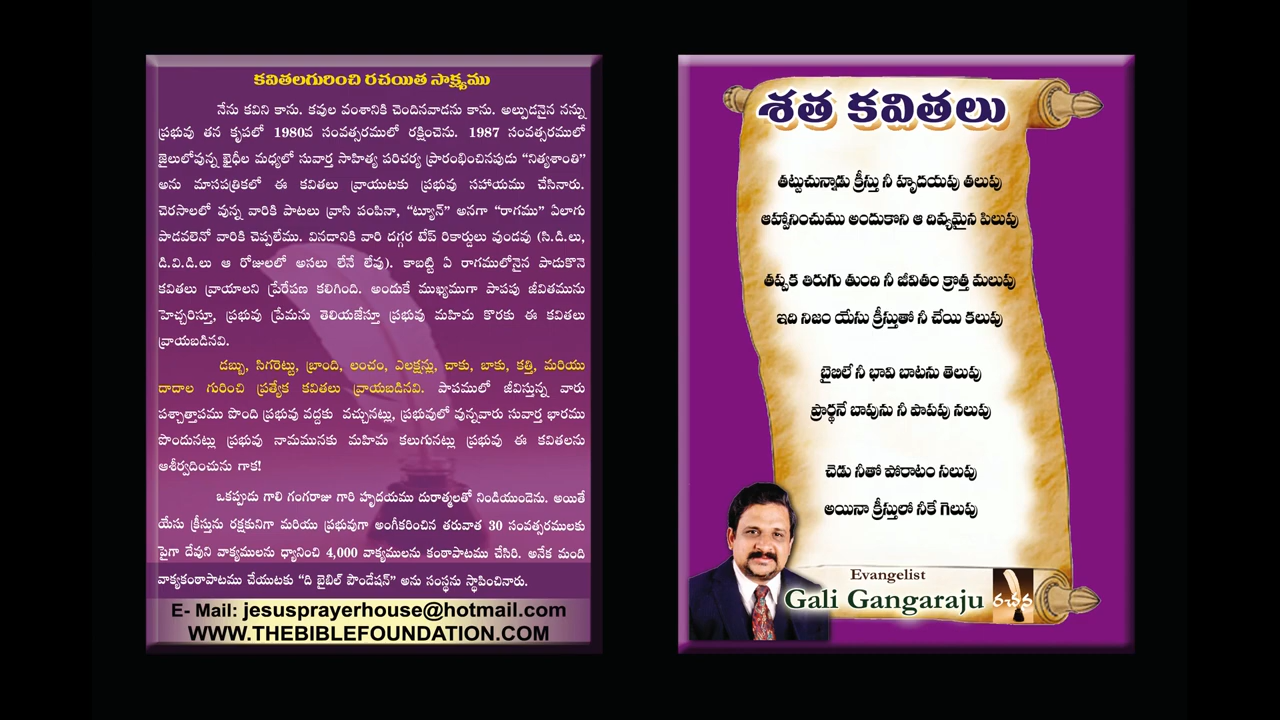 కవితలగురించి రచయిత సాక్ష్యము
నేను కవిని కాను. కవుల వంశానికి చెందినవాడను కాను. అల్పుడనైన నన్ను
ప్రభువు తన కృపలో 1980వ సంవత్సరములో రక్షించెను. 1987 సంవత్సరములో
జైలులోవున్న ఖైధీల మధ్యలో సువార్త సాహిత్య పరిచర్య ప్రారంభించినపుడు “నిత్యశాంతి”
అను మాసపత్రికలో ఈ కవితలు వ్రాయుటకు ప్రభువు సహాయము చేసినారు.
చెరసాలలో వున్న వారికి పాటలు వ్రాసి పంపినా, “ట్యూన్” అనగా “రాగము” ఏలాగు
పాడవలెనో వారికి చెప్పలేము. వినడానికి వారి దగ్గర టేప్ రికార్డులు వుండవు (సి.డి.లు,
డి.వి.డి.లు ఆ రోజులలో అసలు లేనే లేవు). కాబట్టి ఏ రాగములోనైన పాడుకొనె
కవితలు వ్రాయాలని ప్రేరేపణ కలిగింది. అందుకే ముఖ్యముగా పాపపు జీవితమును
హెచ్చరిస్తూ, ప్రభువు ప్రేమను తెలియజేస్తూ ప్రభువు మహిమ కొరకు ఈ కవితలు
వ్రాయబడినవి.
డబ్బు, సిగరెట్టు, బ్రాంది, లంచం, ఎలక్షన్లు, చాకు, బాకు, కత్తి, మరియు
దాదాల గురించి ప్రత్యేక కవితలు వ్రాయబడినవి. పాపములో జీవిస్తున్న వారు
పశ్చాత్తాపము పొంది ప్రభువు వద్దకు వచ్చునట్లు, ప్రభువులో వున్నవారు సువార్త భారము
పొందునట్లు ప్రభువు నామమునకు మహిమ కలుగునట్లు ప్రభువు ఈ కవితలను
ఆశీర్వదించును గాక!
ఒకప్పుడు గాలి గంగరాజు గారి హృదయము దురాత్మలతో నిండియుండెను. అయితే
యేసు క్రీస్తును రక్షకునిగా మరియు ప్రభువుగా అంగీకరించిన తరువాత 30 సంవత్సరములకు
పైగా దేవుని వాక్యములను ధ్యానించి 4,000 వాక్యములను కంఠాపాటము చేసిరి. అనేక మంది
వాక్యకంఠాపాటము చేయుటకు “ది బైబిల్ ఫౌండేషన్” అను సంస్థను స్థాపించినారు.
E- Mail: jesusprayerhouse@hotmail.com
WWW.THEBIBLEFOUNDATION.COM
శత కవితలు
తట్టుచున్నాడు క్రీస్తు నీ హృదయపు తలుపు
ఆహ్వానించుము అందుకొని ఆ దివ్యమైన పిలుపు
తప్పక తిరుగు తుంది నీ జీవితం క్రొత్త మలుపు
ఇది నిజం యేసు క్రీస్తుతో నీ చేయి కలుపు
బైబిలే నీ భావి బాటను తెలుపు
ప్రార్థనే బాపును నీ పాపపు నలుపు
చెడు నీతో పోరాటం సలుపు
అయినా క్రీస్తులో నీకే గెలుపు
Evangelist
Gali Gangaraju
రచన